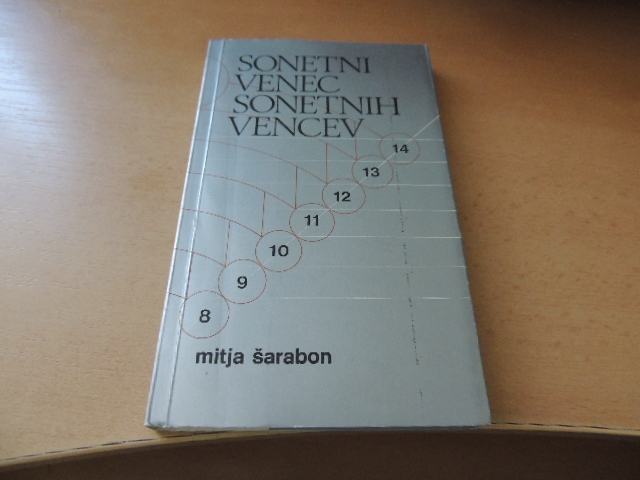 SONETNI
VENEC
SONETNIH
VENCEV
14
13
12
11
10
9
8
mitja šarabon